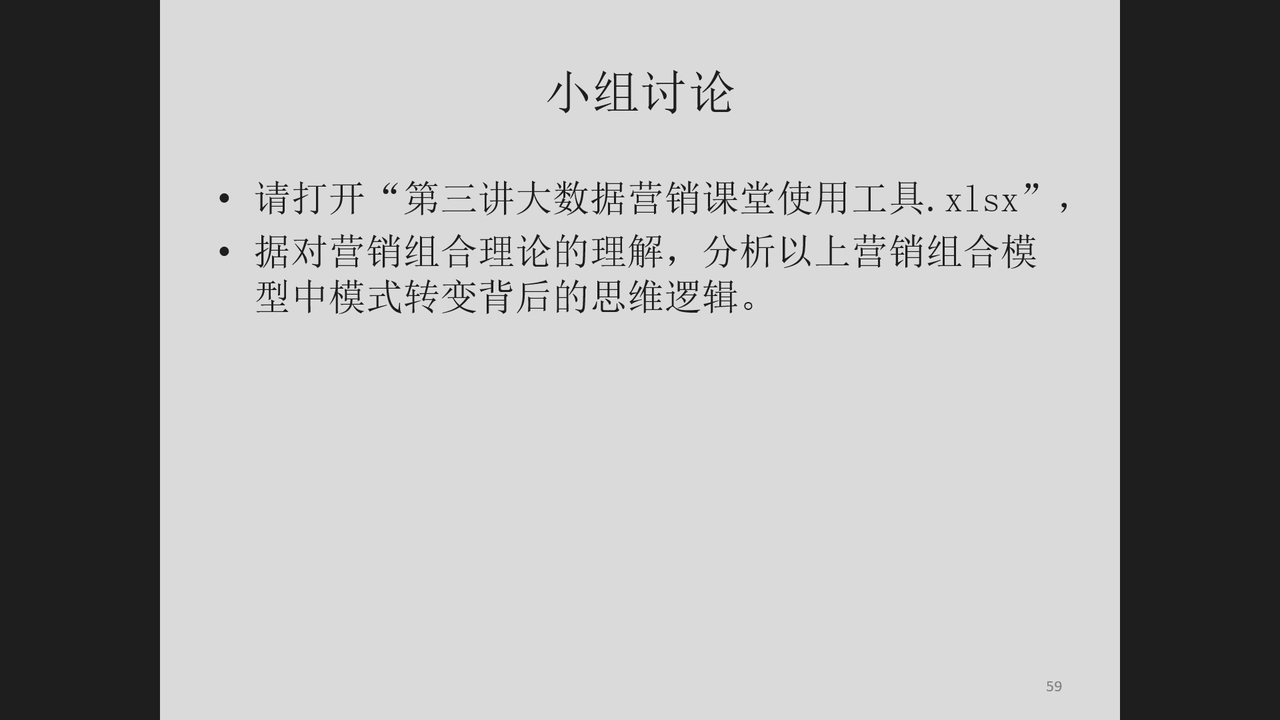 小组讨论
• 请打开“第三讲大数据营销课堂使用工具.xlsx”，
• 据对营销组合理论的理解，分析以上营销组合模
型中模式转变背后的思维逻辑。
59